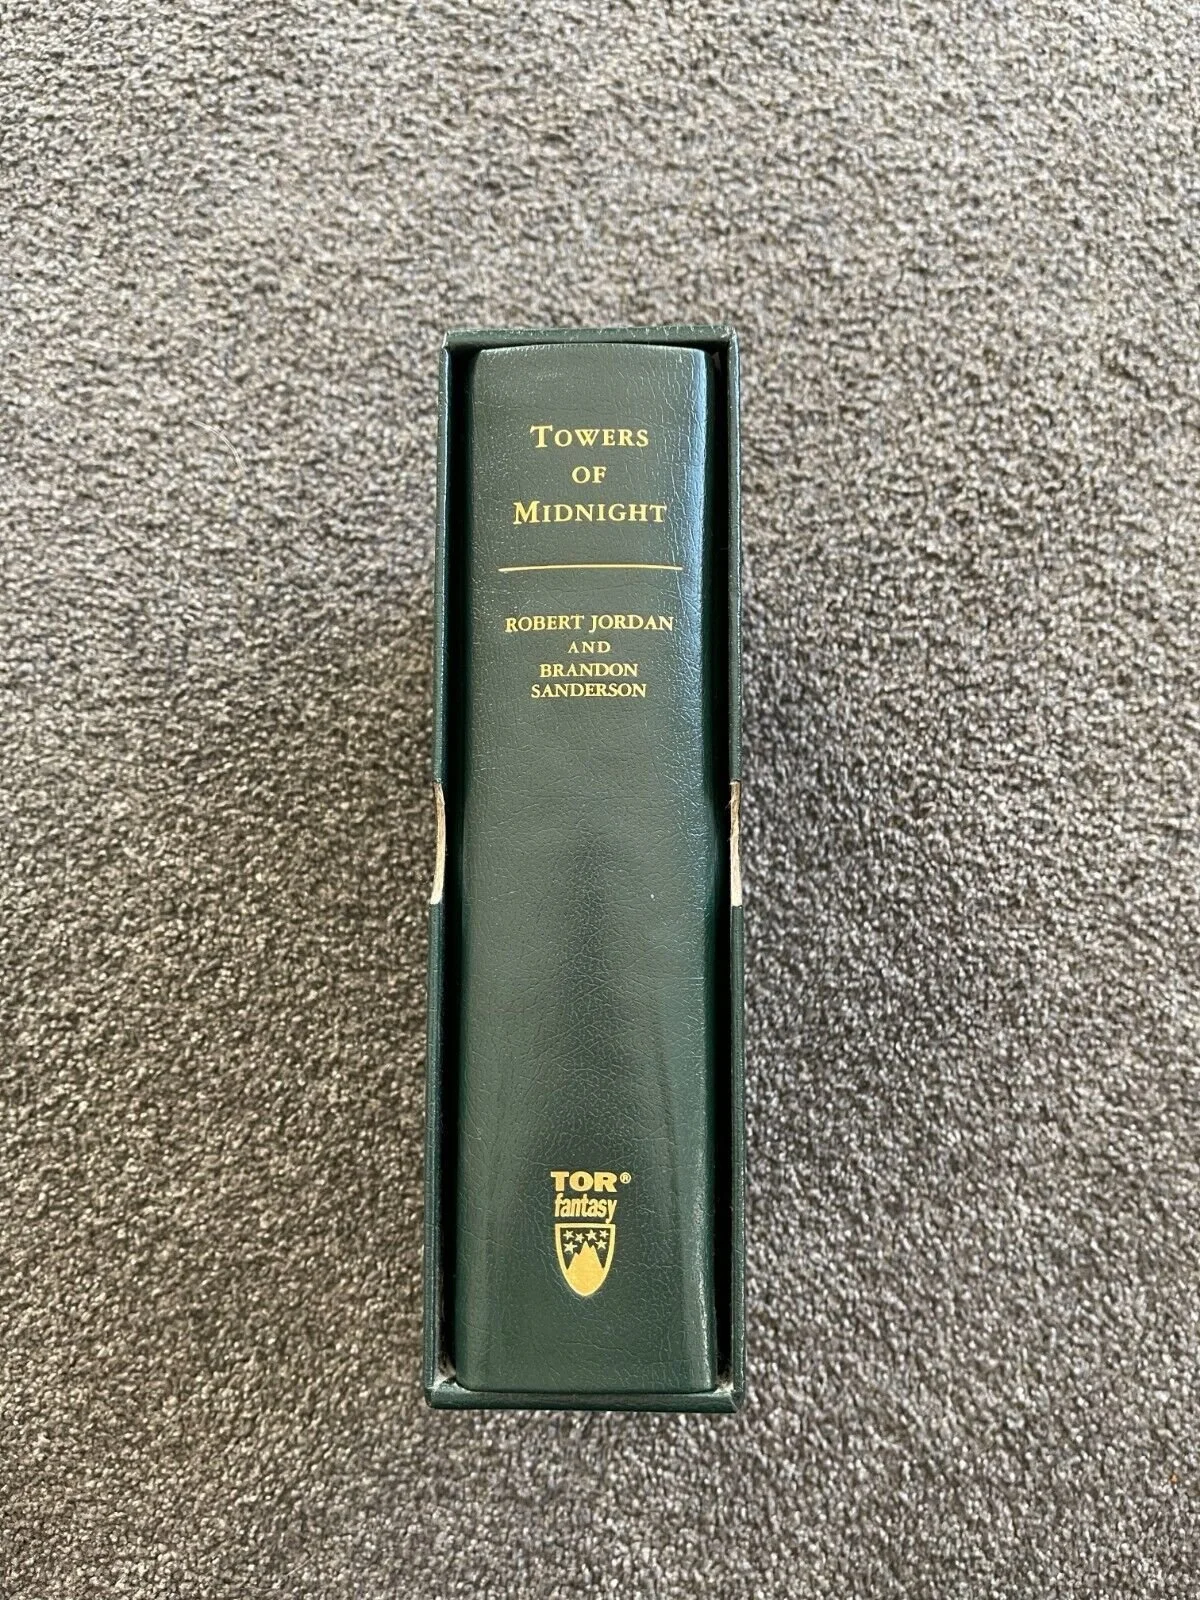 TOWERS
OF
MIDNIGHT
ROBERT JORDAN
AND
BRANDON
SANDERSON
TOR®
fantasy